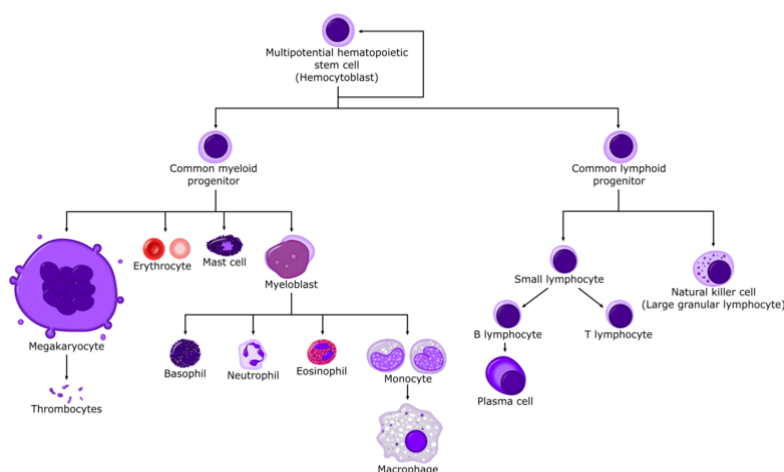 Multipotential hematopoietic
stem cell
(Hemocytoblast)
Common myeloid
progenitor
Common lymphoid
progenitor
Erythrocyte
Mast cell
Myeloblast
Small lymphocyte
Natural killer cell
(Large granular lymphocyte)
Megakaryocyte
B lymphocyte
T lymphocyte
Basophil
Neutrophil
Eosinophil
Monocyte
Plasma cell
Thrombocytes
Macrophage